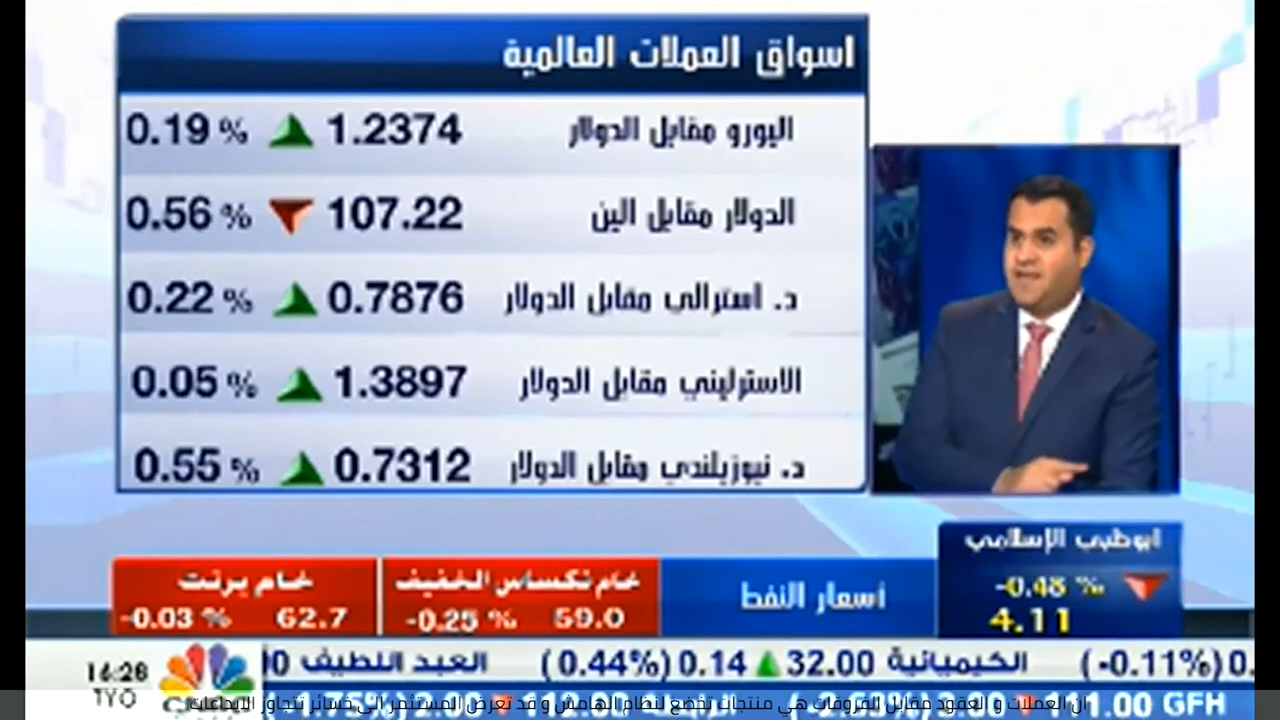 اسواق العملات العالمية
اليورو مقابل الدولار 1.2374 0.19 %
الدولار مقابل الين 107.22 0.56 %
د. استرالي مقابل الدولار 0.7876 0.22 %
الاسترليني مقابل الدولار 1.3897 0.05 %
د. نيوزيلندي مقابل الدولار 0.7312 0.55 %
ابوظبي الإسلامي
-0.48 %
4.11
أسعار النفط
خام تكساس الخفيف
-0.25 % 59.0
خام برنت
-0.03 % 62.7
16:28
TYO
(-0.11%) الكيميائية 32.00 0.14 (0.44%) العبد اللطيف
GFH
ان العملات و العقود مقابل الفروقات هي منتجات تخضع لنظام الهامش و قد تعرض المستثمر الى خسائر تتجاوز الايداعات